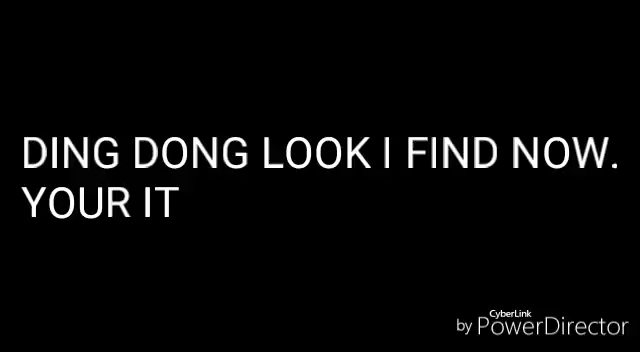 DING DONG LOOK I FIND NOW.
YOUR IT
CyberLink
by PowerDirector